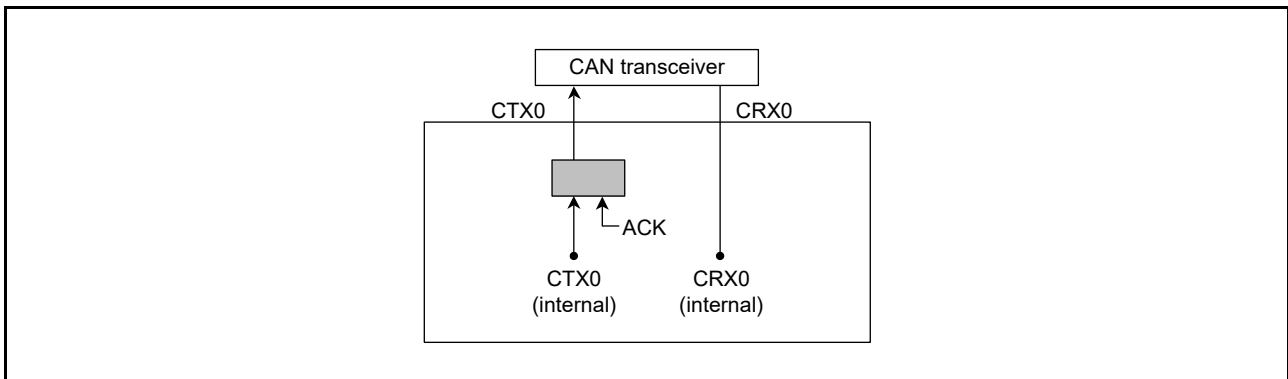 CAN transceiver
CTX0
CRX0
ACK
CTX0
(internal)
CRX0
(internal)